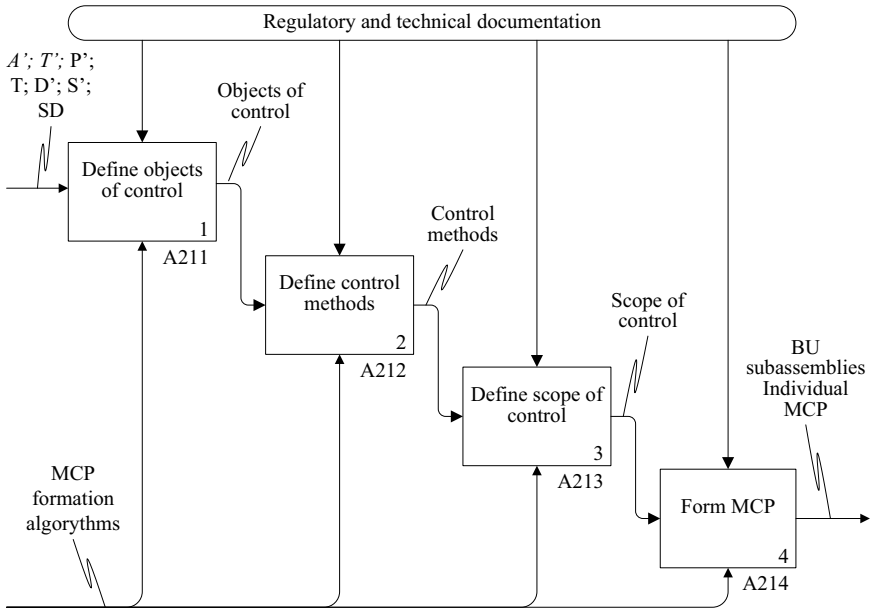 Regulatory and technical documentation
A’; T’; P’;
T; D’; S’;
SD
Objects of
control
Define objects
of control
1
A211
Control
methods
Define control
methods
2
A212
Scope of
control
Define scope of
control
3
A213
BU
subassemblies
Individual
MCP
Form MCP
4
A214
MCP
formation
algorythms